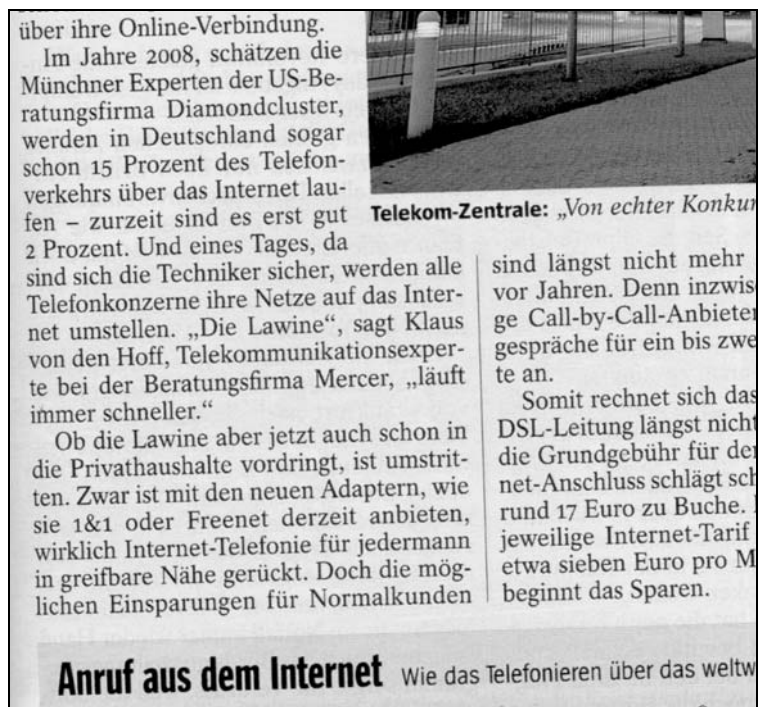 über ihre Online-Verbindung.
Im Jahre 2008, schätzen die
Münchner Experten der US-Be-
ratungsfirma Diamondcluster,
werden in Deutschland sogar
schon 15 Prozent des Telefon-
verkehrs über das Internet lau-
fen – zurzeit sind es erst gut
2 Prozent. Und eines Tages, da
sind sich die Techniker sicher, werden alle
Telefonkonzerne ihre Netze auf das Inter-
net umstellen. „Die Lawine“, sagt Klaus
von den Hoff, Telekommunikationsexper-
te bei der Beratungsfirma Mercer, „läuft
immer schneller.“
Ob die Lawine aber jetzt auch schon in
die Privathaushalte vordringt, ist umstrit-
ten. Zwar ist mit den neuen Adaptern, wie
sie 1&1 oder Freenet derzeit anbieten,
wirklich Internet-Telefonie für jedermann
in greifbare Nähe gerückt. Doch die mög-
lichen Einsparungen für Normalkunden
Telekom-Zentrale: „Von echter Konkur
sind längst nicht mehr
vor Jahren. Denn inzwis
ge Call-by-Call-Anbieter
gespräche für ein bis zwe
te an.
Somit rechnet sich das
DSL-Leitung längst nicht
die Grundgebühr für der
net-Anschluss schlägt sch
rund 17 Euro zu Buche.
jeweilige Internet-Tarif
etwa sieben Euro pro M
beginnt das Sparen.
Anruf aus dem Internet Wie das Telefonieren über das weltw